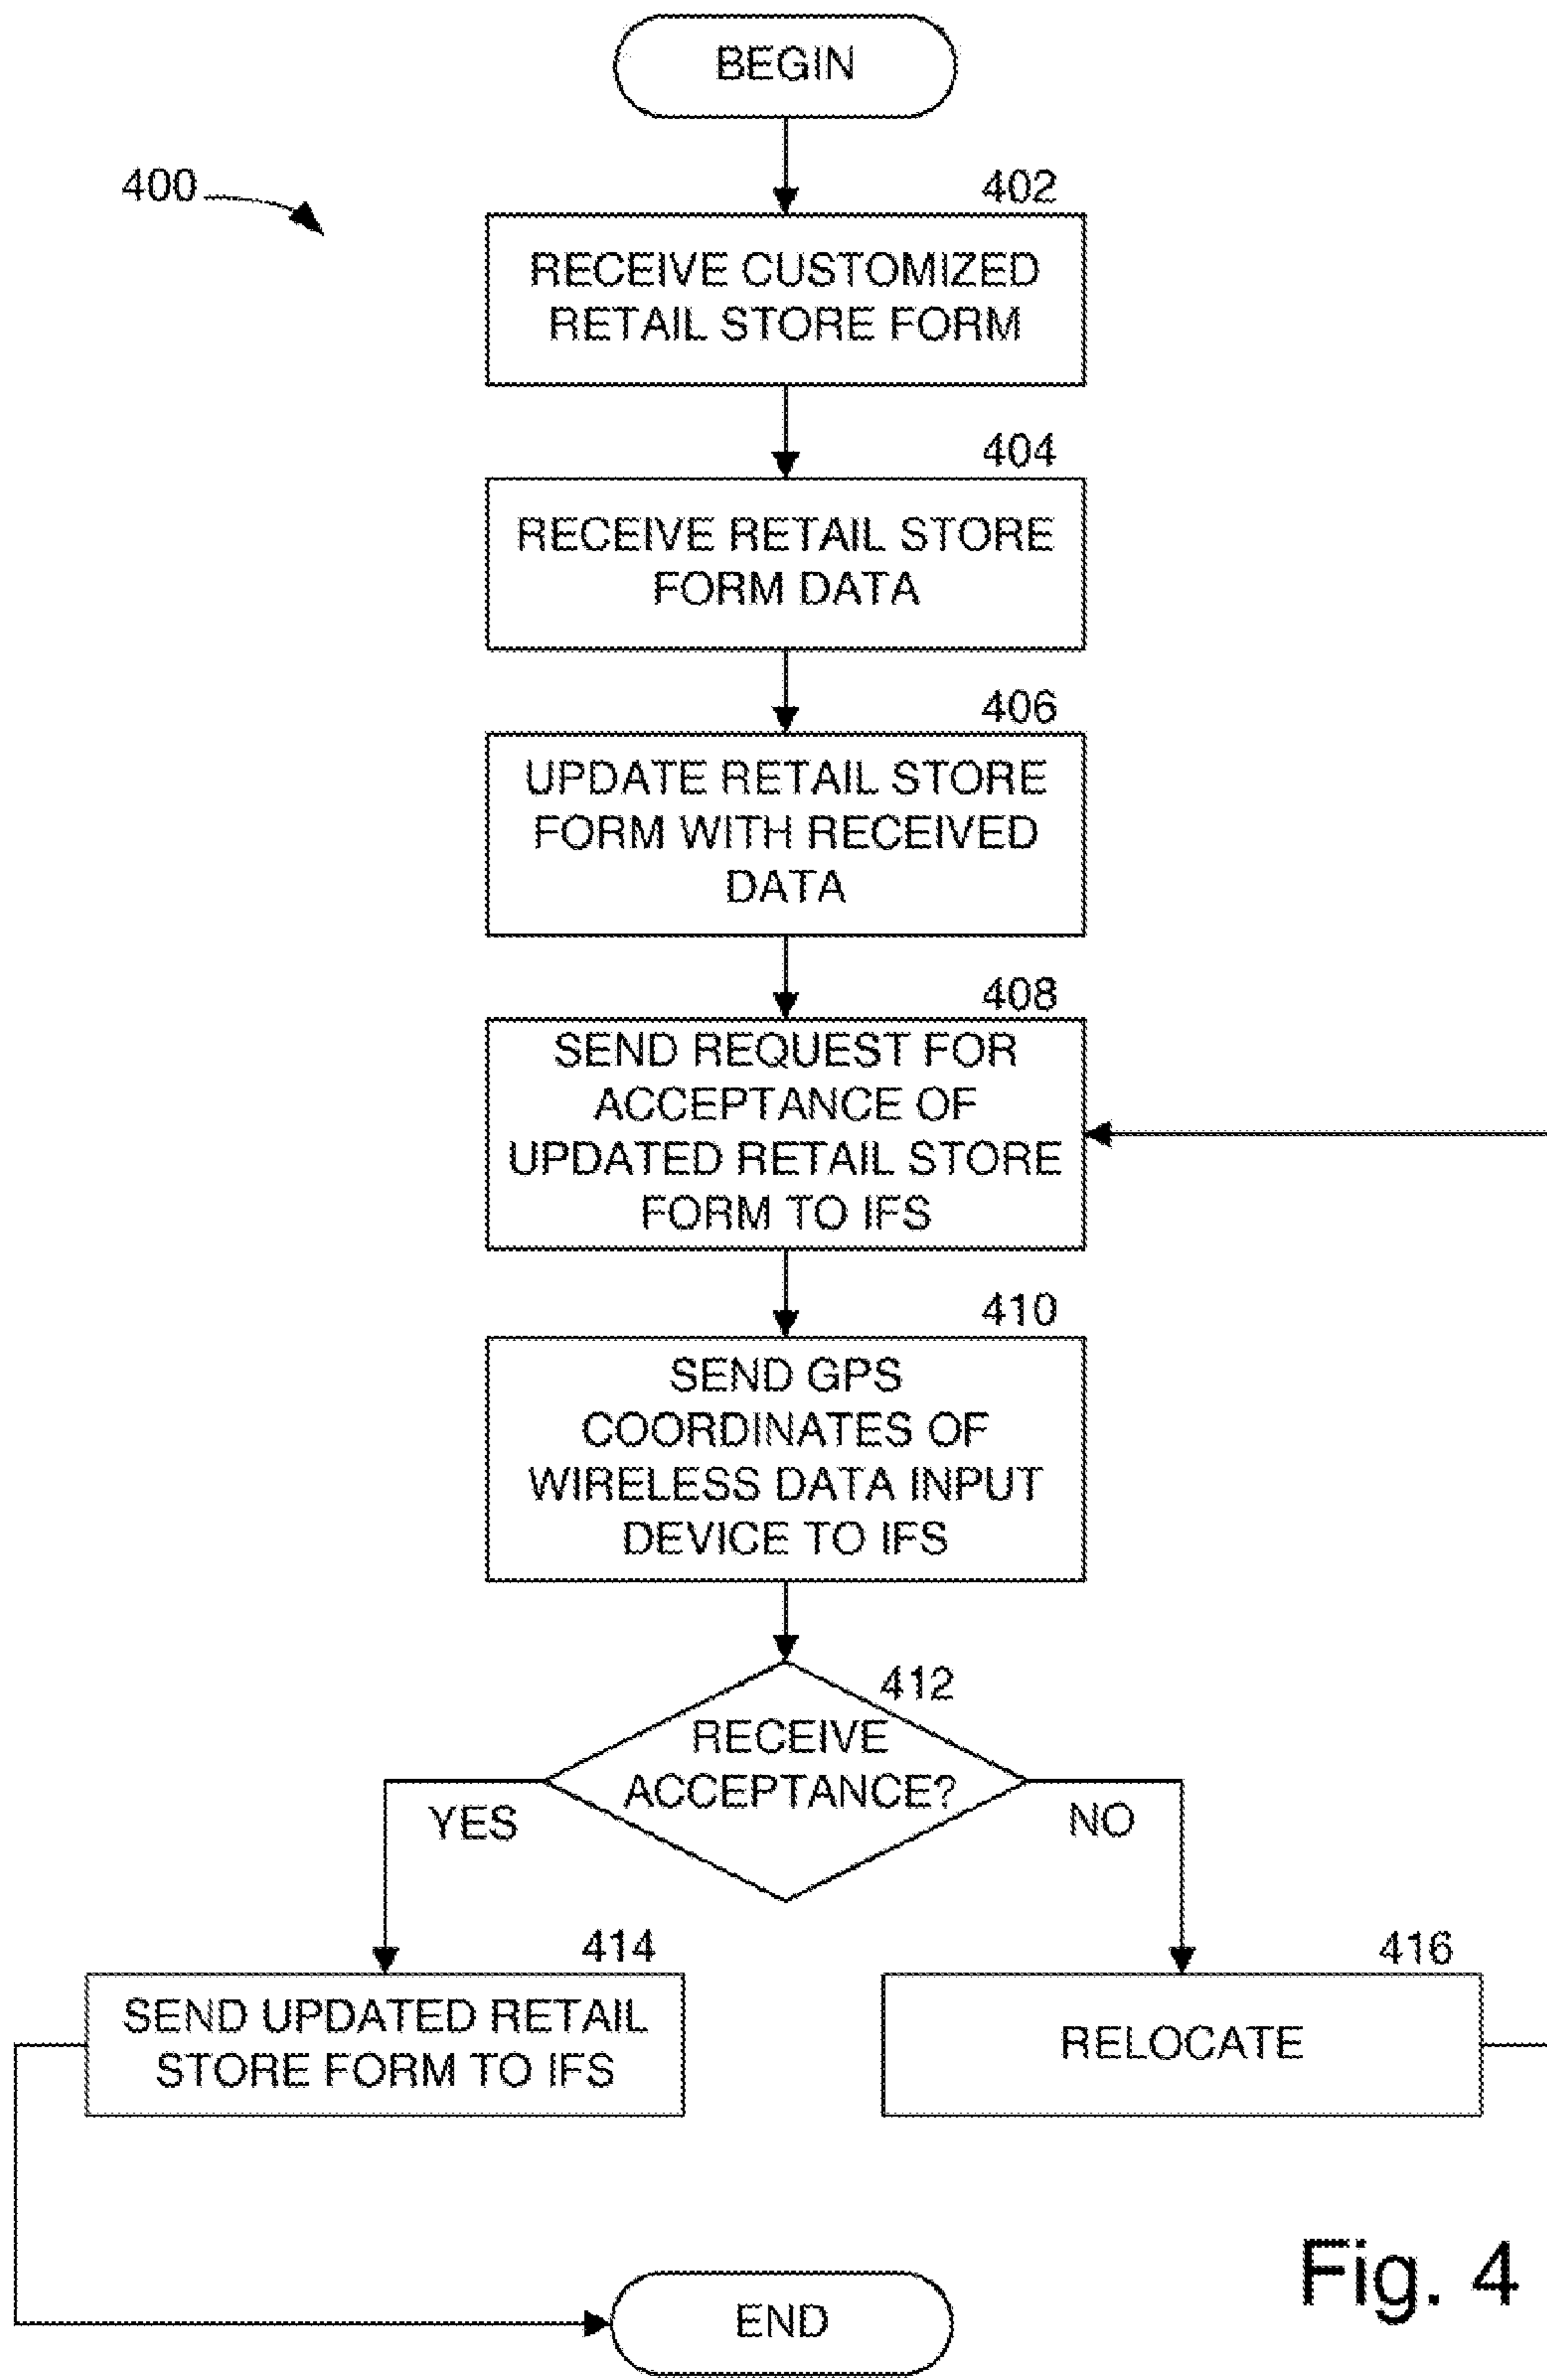 BEGIN
400
402
RECEIVE CUSTOMIZED
RETAIL STORE FORM
404
RECEIVE RETAIL STORE
FORM DATA
406
UPDATE RETAIL STORE
FORM WITH RECEIVED
DATA
408
SEND REQUEST FOR
ACCEPTANCE OF
UPDATED RETAIL STORE
FORM TO IFS
410
SEND GPS
COORDINATES OF
WIRELESS DATA INPUT
DEVICE TO IFS
412
RECEIVE
ACCEPTANCE?
YES
NO
414
SEND UPDATED RETAIL
STORE FORM TO IFS
416
RELOCATE
Fig. 4
END